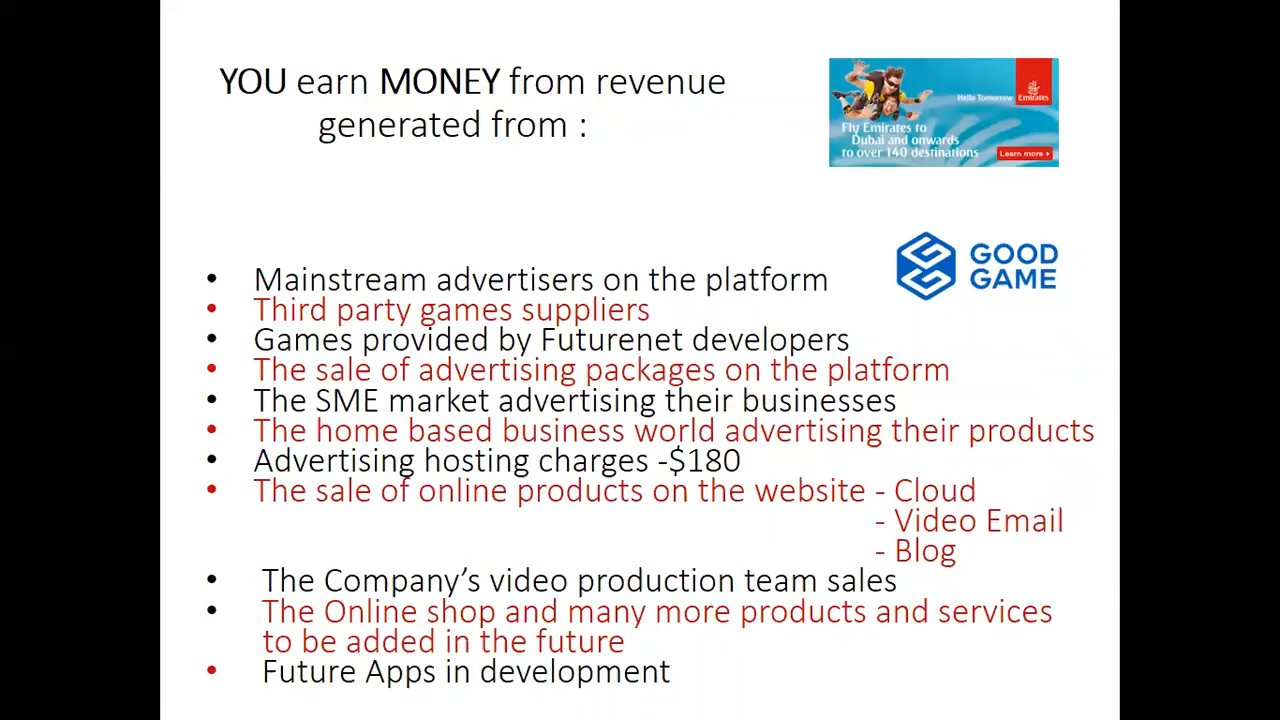 YOU earn MONEY from revenue
generated from :
Hello Tomorrow
Emirates
Fly Emirates to
Dubai and onwards
to over 140 destinations
Learn more
GOOD
GAME
• Mainstream advertisers on the platform
• Third party games suppliers
• Games provided by Futurenet developers
• The sale of advertising packages on the platform
• The SME market advertising their businesses
• The home based business world advertising their products
• Advertising hosting charges -$180
• The sale of online products on the website - Cloud
- Video Email
- Blog
• The Company’s video production team sales
• The Online shop and many more products and services
to be added in the future
• Future Apps in development